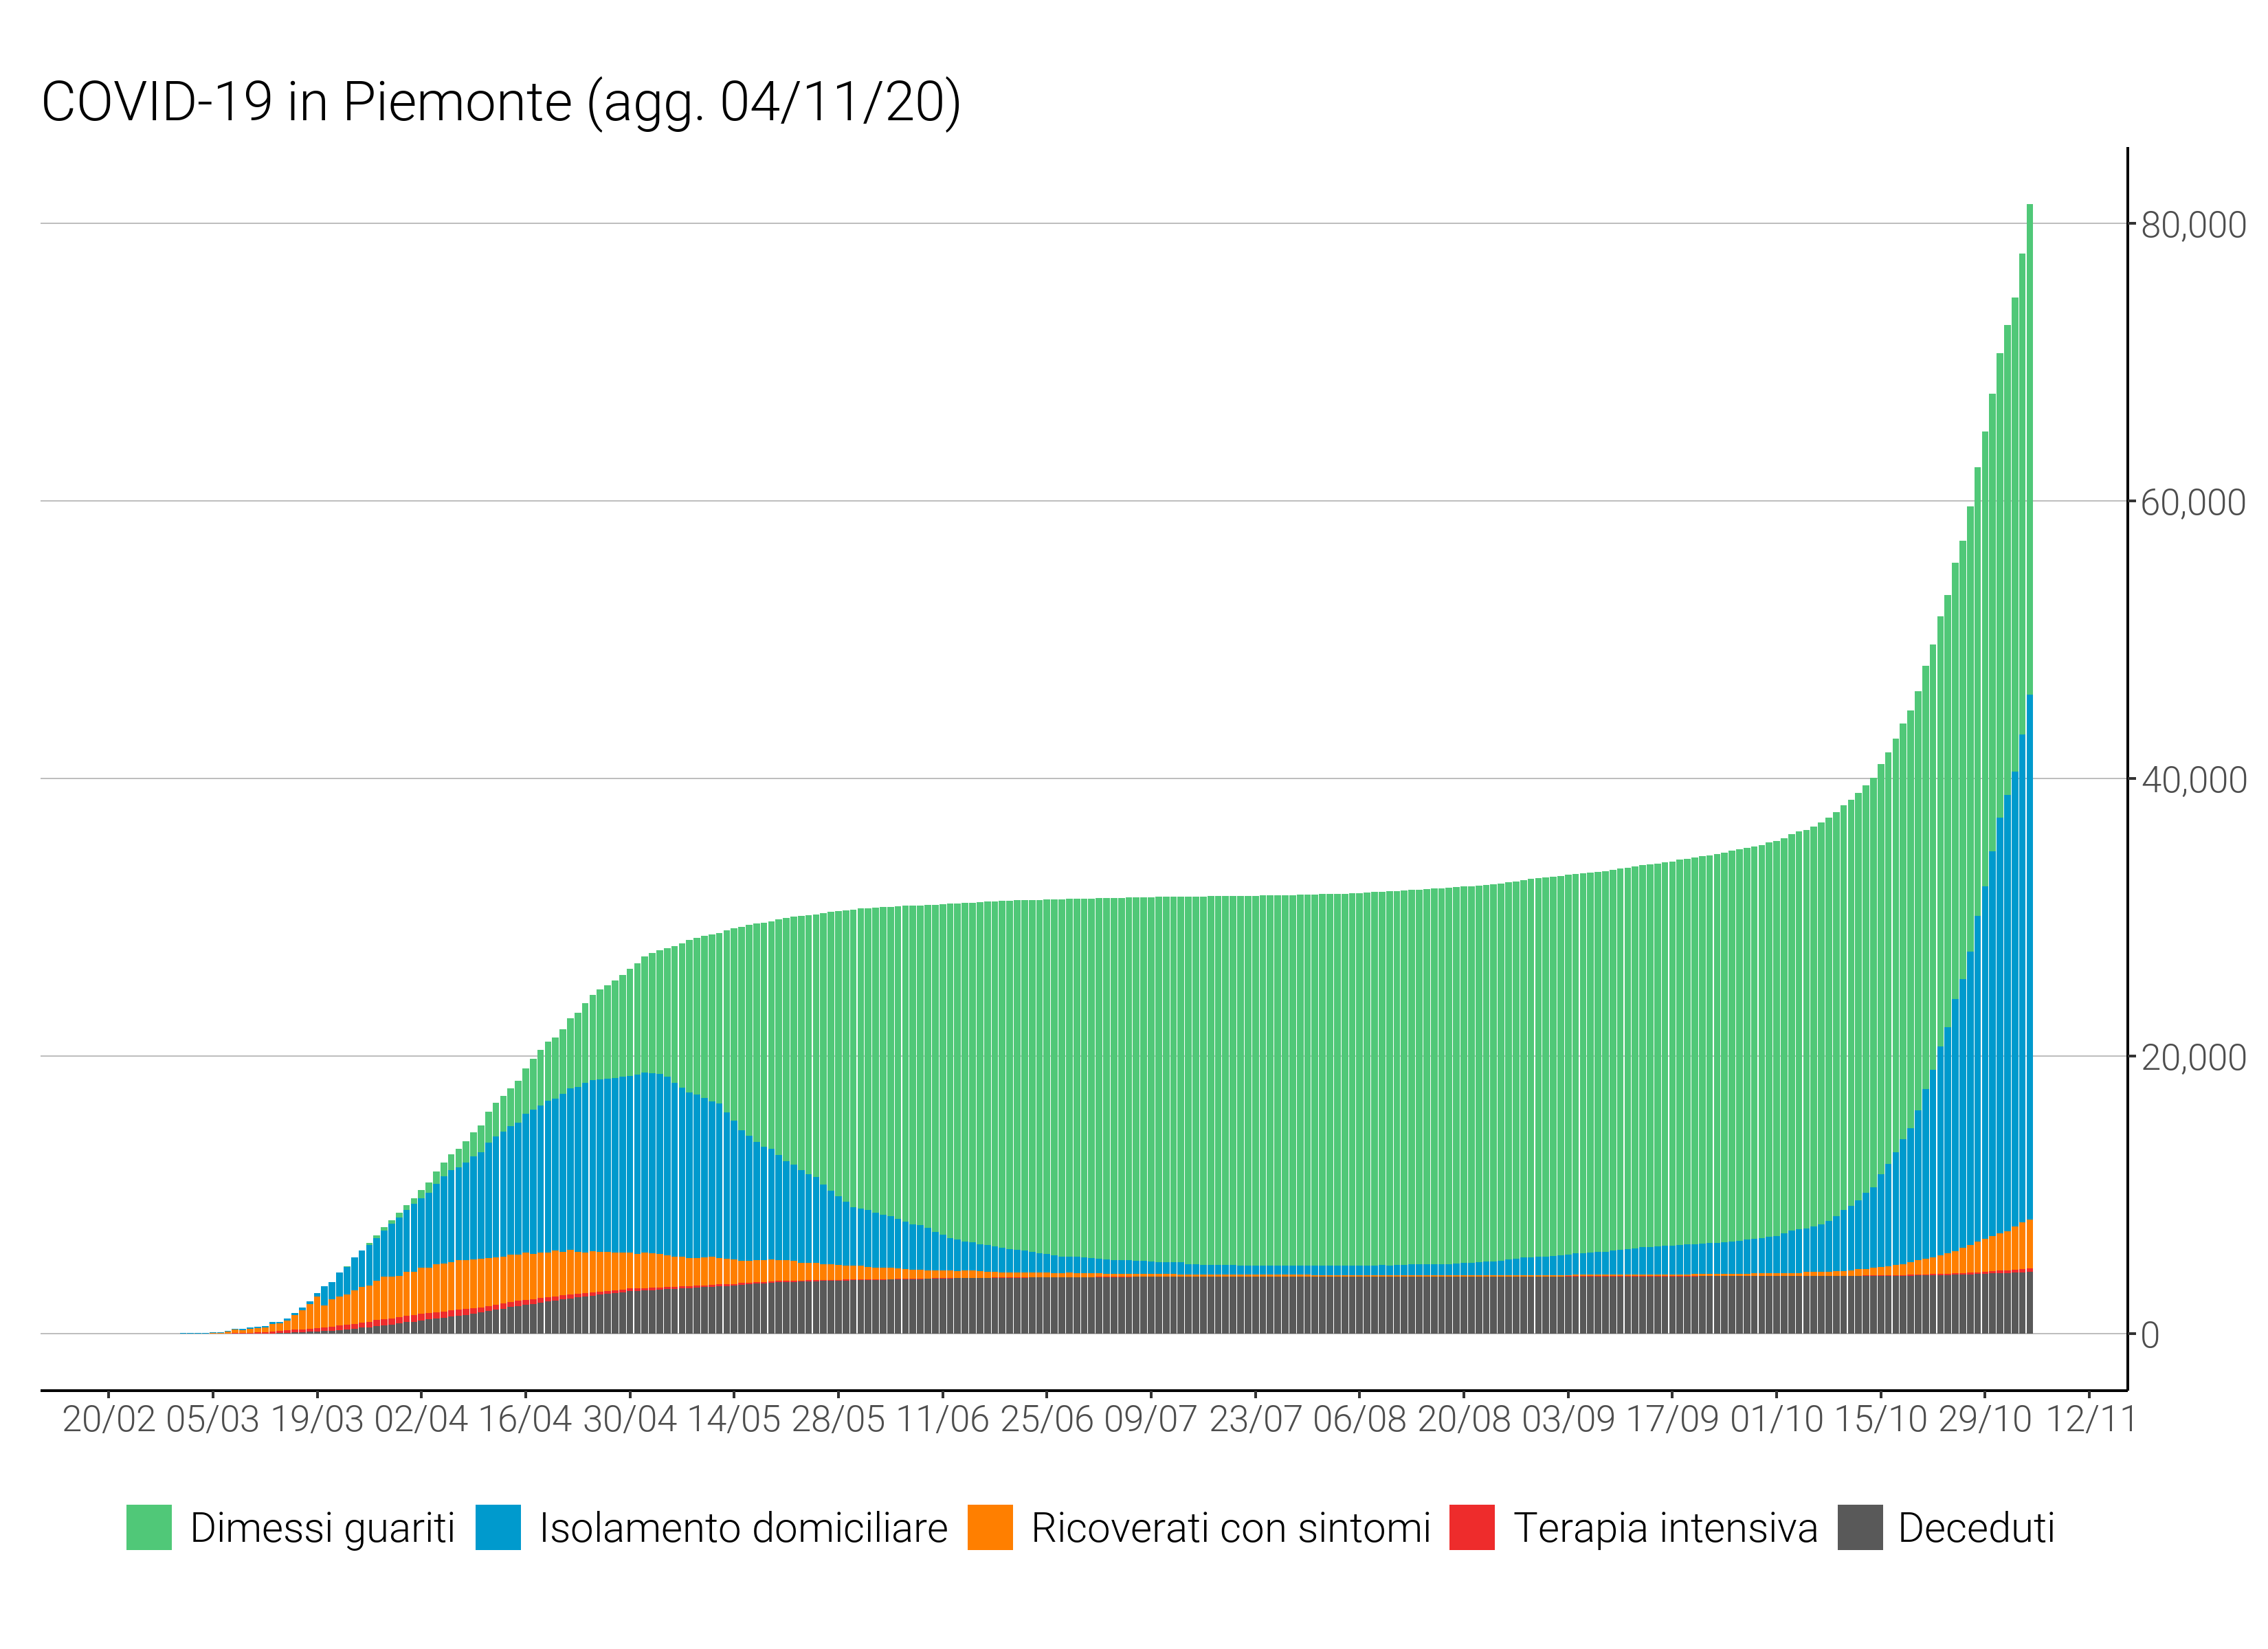 COVID-19 in Piemonte (agg. 04/11/20)
80,000
60,000
40,000
20,000
0
20/02 05/03 19/03 02/04 16/04 30/04 14/05 28/05 11/06 25/06 09/07 23/07 06/08 20/08 03/09 17/09 01/10 15/10 29/10 12/11
Dimessi guariti Isolamento domiciliare Ricoverati con sintomi Terapia intensiva Deceduti